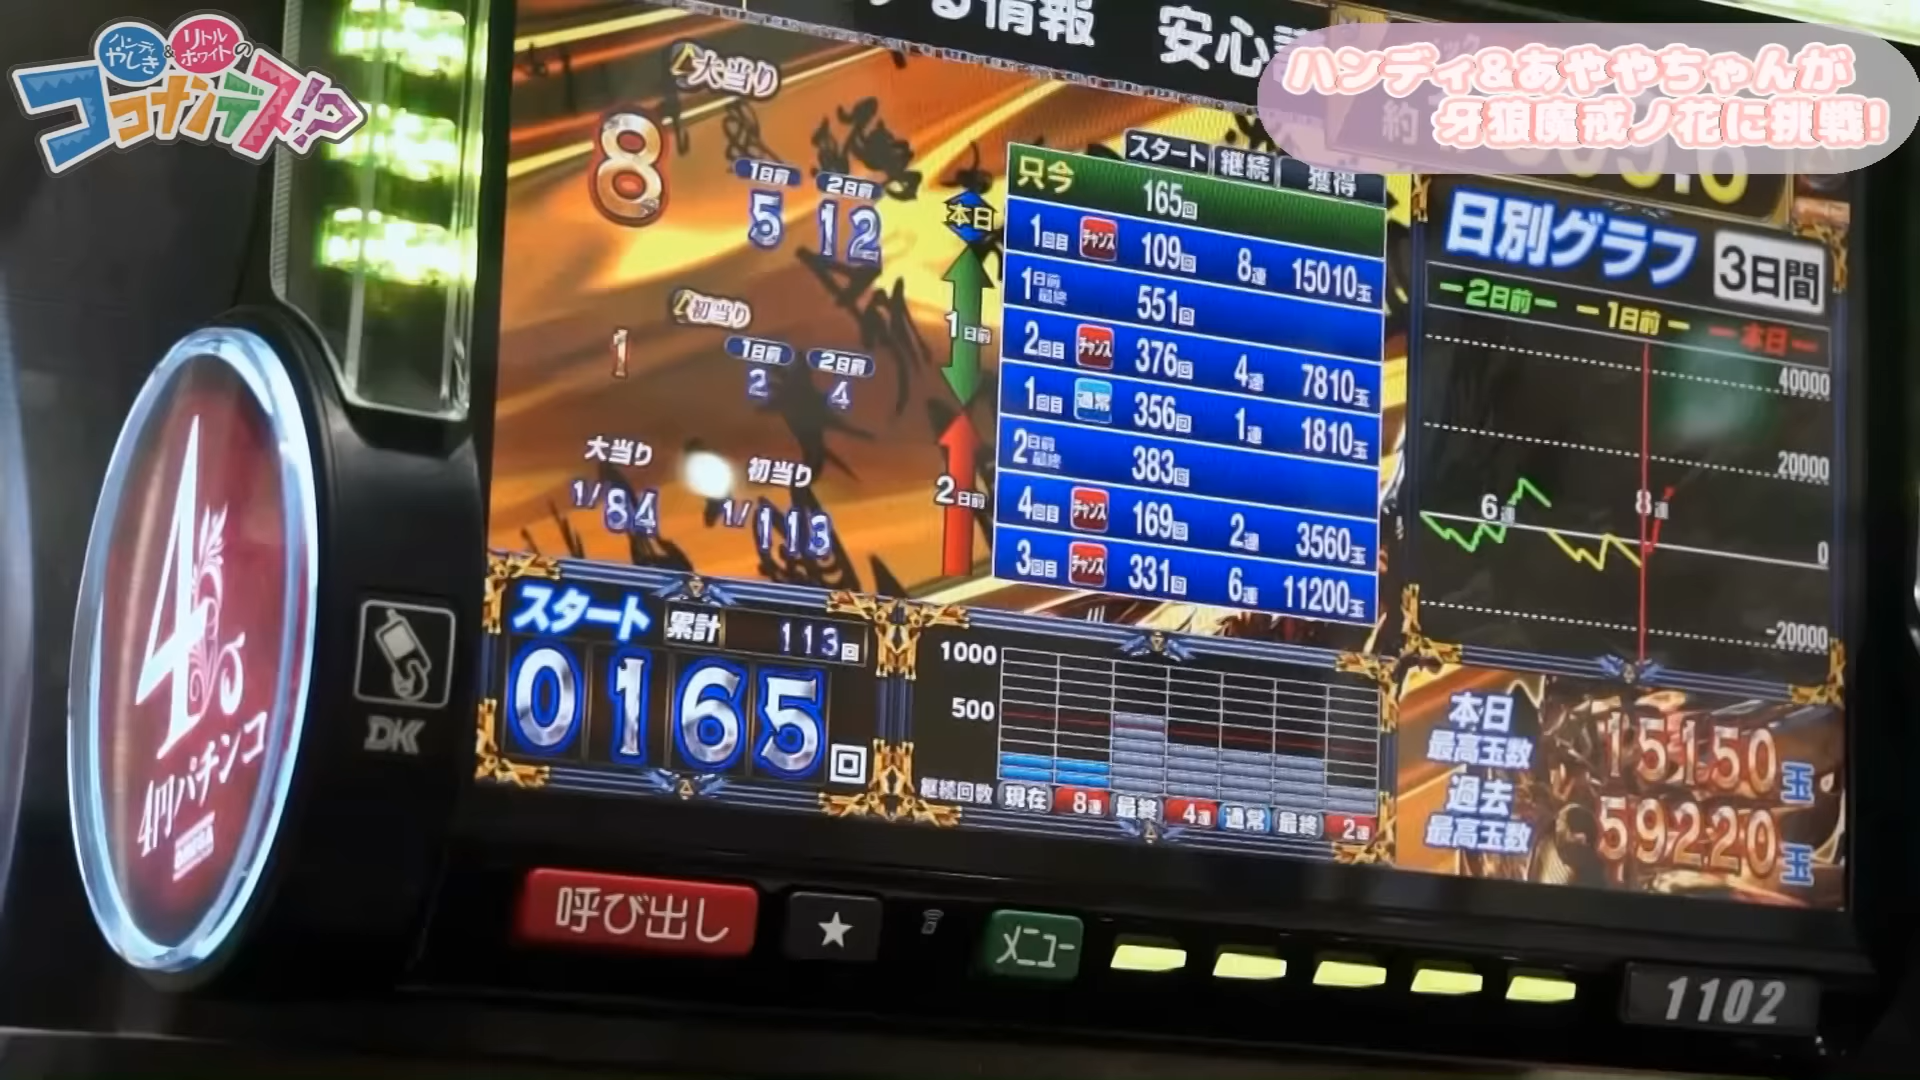 ハンディ
やしき
&
リトル
ホワイト
の
ココナンデス!?
情報 安心
ハンディ&あややちゃんが
牙狼魔戒ノ花に挑戦!
約
大当り
8
1日前 2日前
5 12
初当り
1
1日前 2日前
2 4
大当り 初当り
1/84 1/113
本日
1日前
2日前
スタート 継続 獲得
只今 165回
1回目 チャンス 109回 8連 15010玉
1日前最終 551回
2回目 チャンス 376回 4連 7810玉
1回目 通常 356回 1連 1810玉
2日前最終 383回
4回目 チャンス 169回 2連 3560玉
3回目 チャンス 331回 6連 11200玉
日別グラフ 3日間
ー2日前ー ー1日前ー ー本日ー
40000
20000
6連 8連
0
-20000
スタート 累計 113回
0165回
1000
500
継続回数 現在 8連 最終 4連 通常 最終 2連
本日
最高玉数 15150玉
過去
最高玉数 59220玉
4
4円パチンコ
OMEGA
DK
呼び出し ★ メニュー
1102